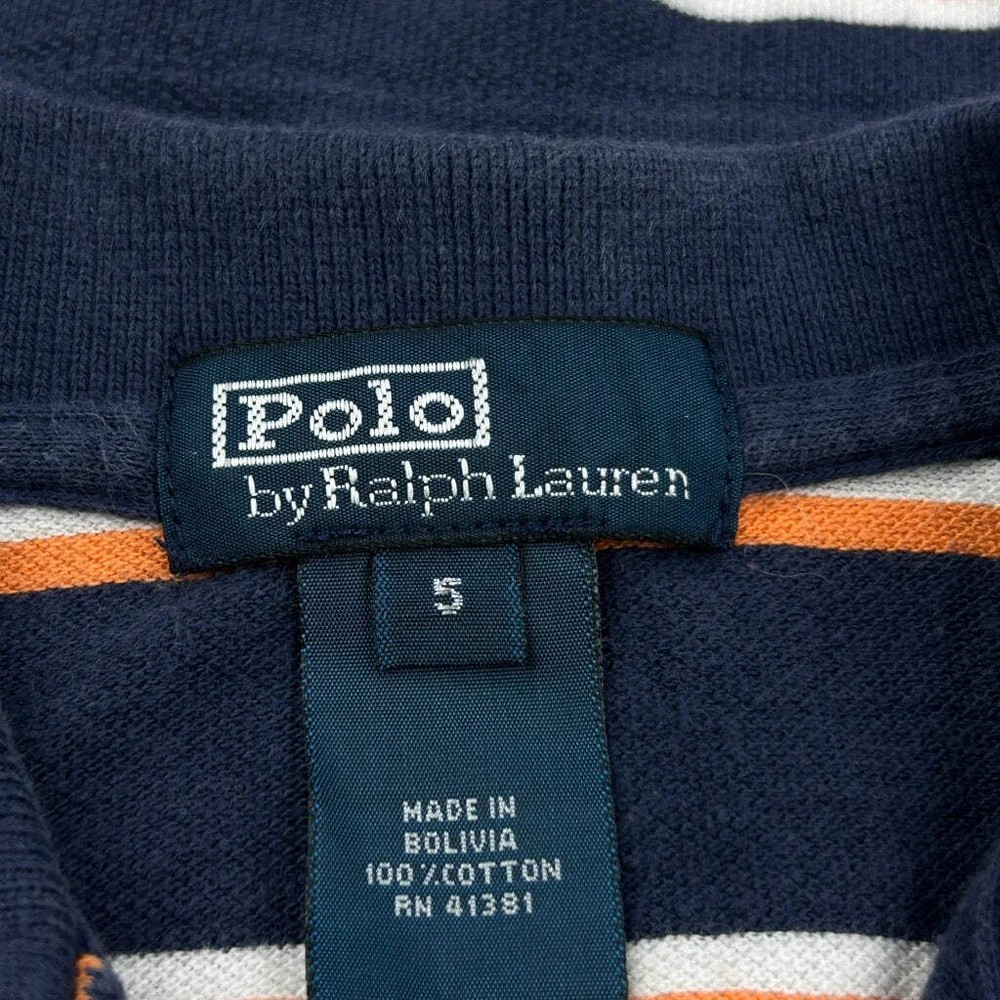 Polo
by Ralph Lauren
5
MADE IN
BOLIVIA
100% COTTON
RN 41381